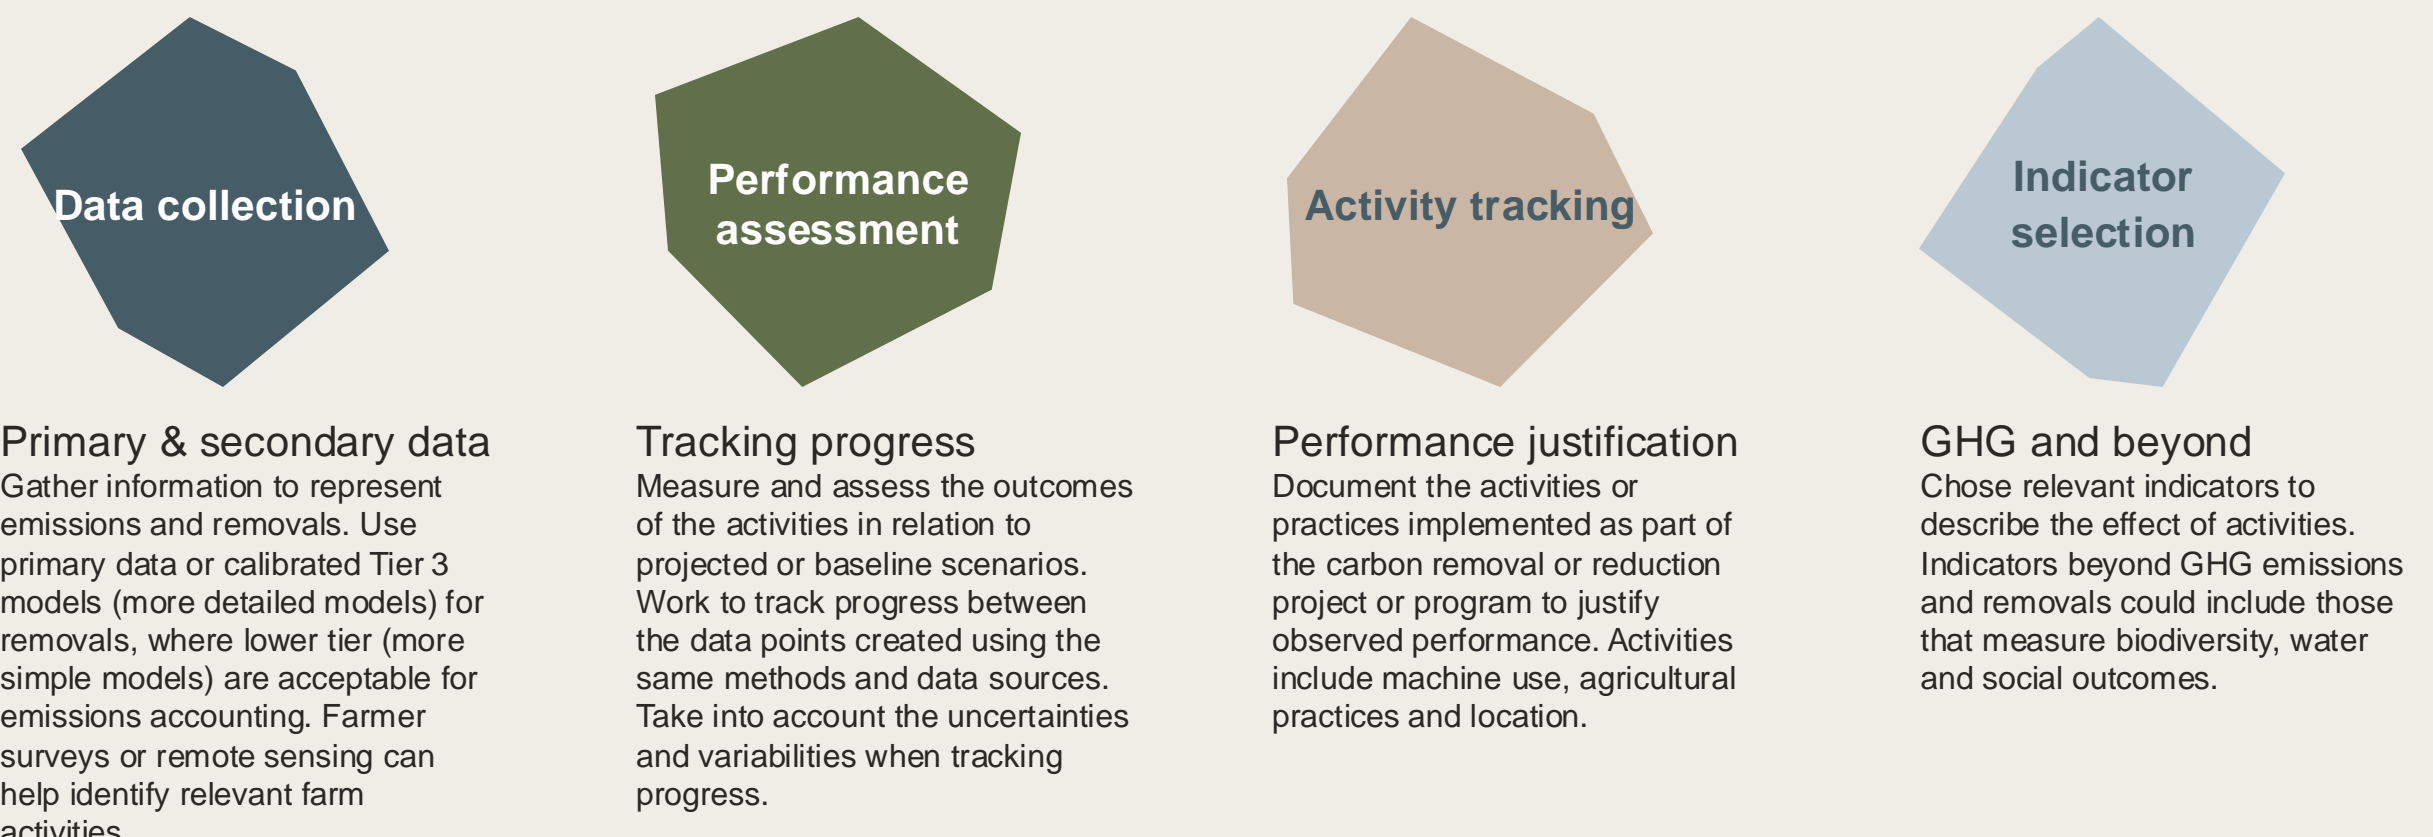 Data collection
Primary & secondary data
Gather information to represent
emissions and removals. Use
primary data or calibrated Tier 3
models (more detailed models) for
removals, where lower tier (more
simple models) are acceptable for
emissions accounting. Farmer
surveys or remote sensing can
help identify relevant farm
activities.
Performance
assessment
Tracking progress
Measure and assess the outcomes
of the activities in relation to
projected or baseline scenarios.
Work to track progress between
the data points created using the
same methods and data sources.
Take into account the uncertainties
and variabilities when tracking
progress.
Activity tracking
Performance justification
Document the activities or
practices implemented as part of
the carbon removal or reduction
project or program to justify
observed performance. Activities
include machine use, agricultural
practices and location.
Indicator
selection
GHG and beyond
Chose relevant indicators to
describe the effect of activities.
Indicators beyond GHG emissions
and removals could include those
that measure biodiversity, water
and social outcomes.